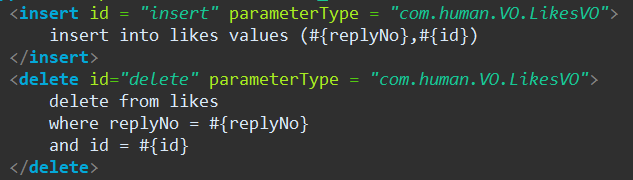 <insert id = "insert" parameterType = "com.human.VO.LikesVO">
insert into likes values (#{replyNo},#{id})
</insert>
<delete id="delete" parameterType = "com.human.VO.LikesVO">
delete from likes
where replyNo = #{replyNo}
and id = #{id}
</delete>